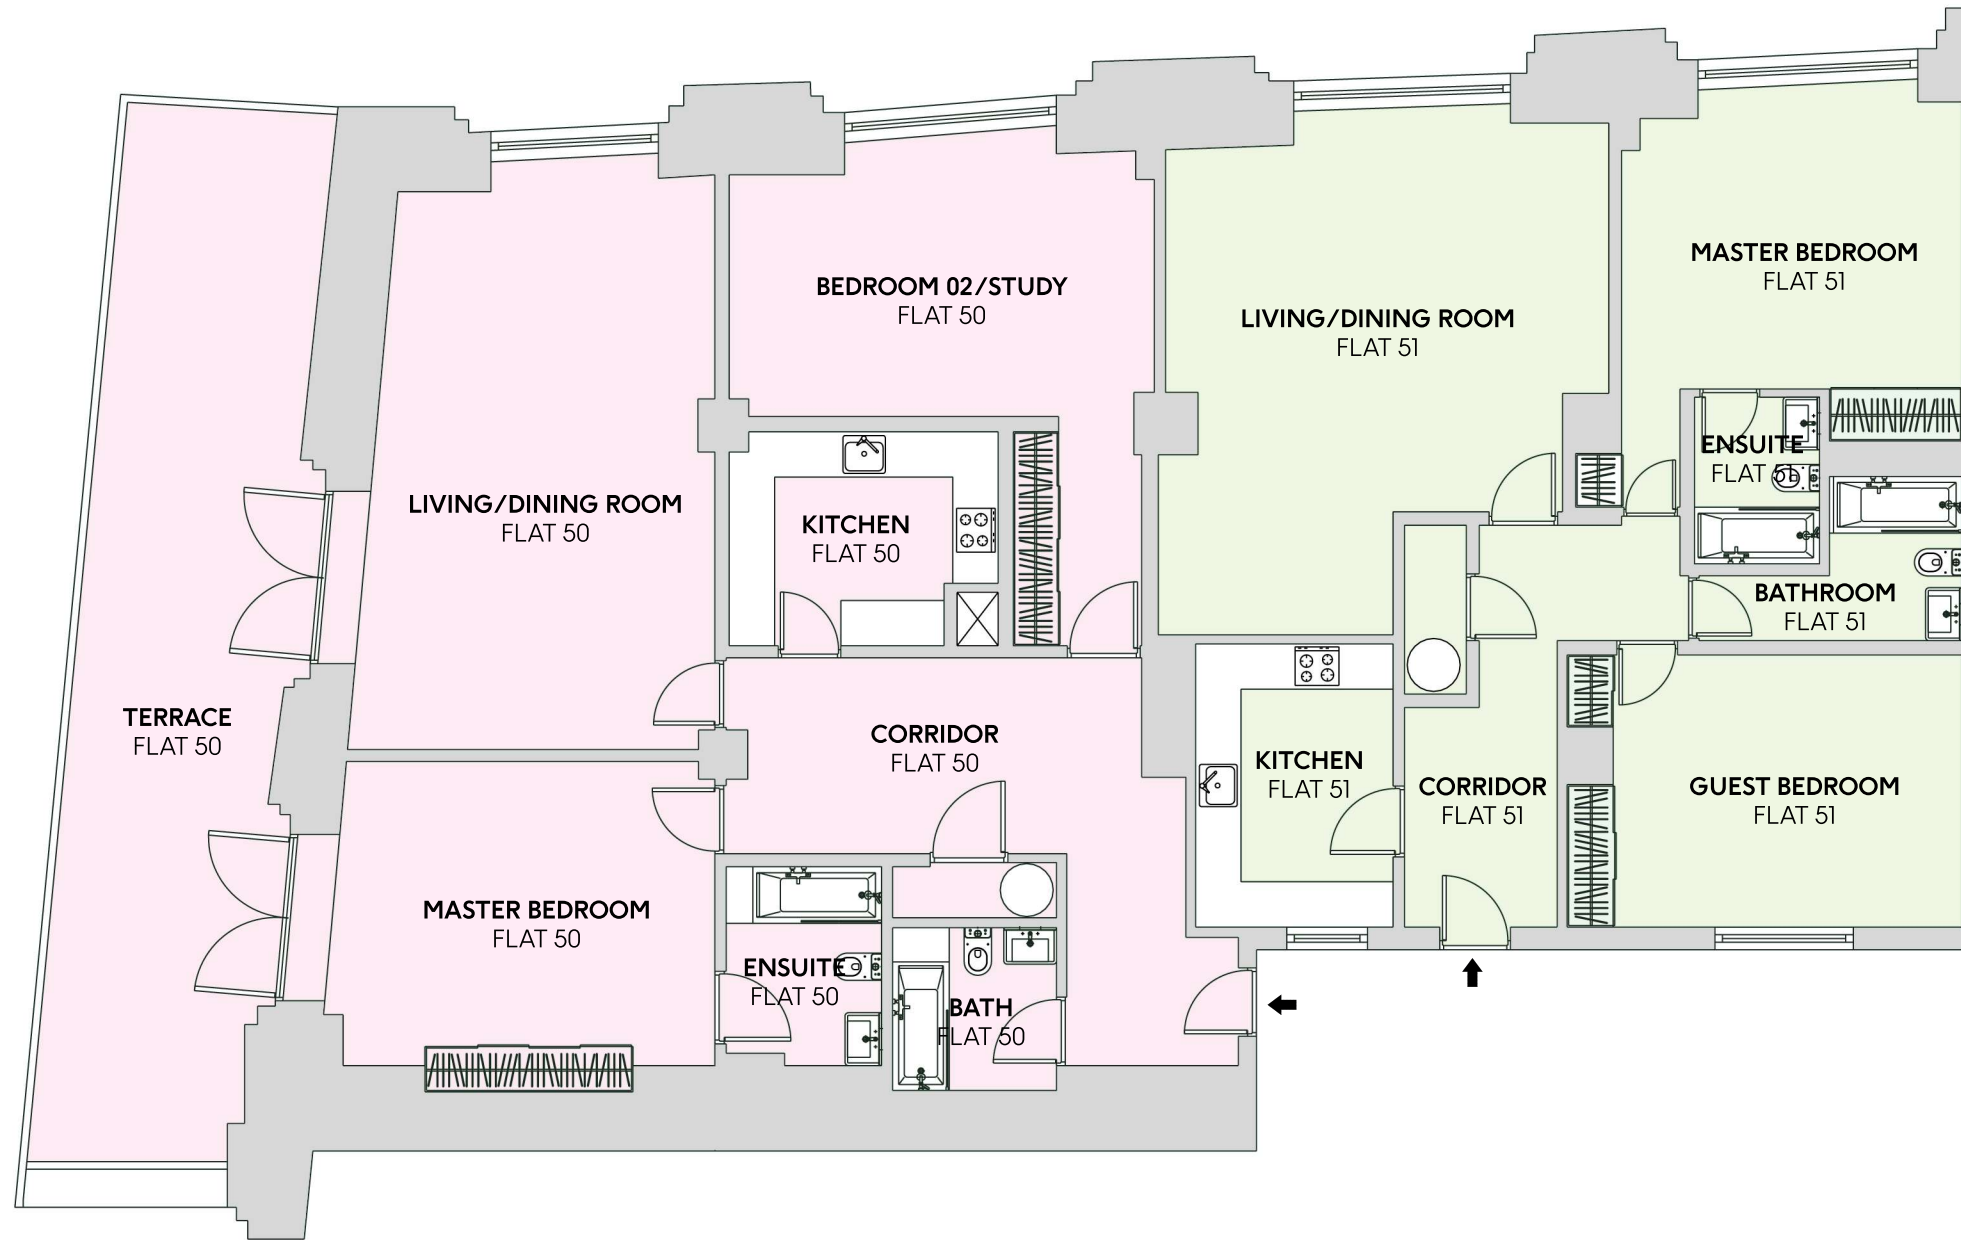 MASTER BEDROOM
FLAT 51
BEDROOM 02/STUDY
FLAT 50
LIVING/DINING ROOM
FLAT 51
ENSUITE
FLAT 51
LIVING/DINING ROOM
FLAT 50
KITCHEN
FLAT 50
BATHROOM
FLAT 51
TERRACE
FLAT 50
CORRIDOR
FLAT 50
KITCHEN
FLAT 51
CORRIDOR
FLAT 51
GUEST BEDROOM
FLAT 51
MASTER BEDROOM
FLAT 50
ENSUITE
FLAT 50
BATH
FLAT 50